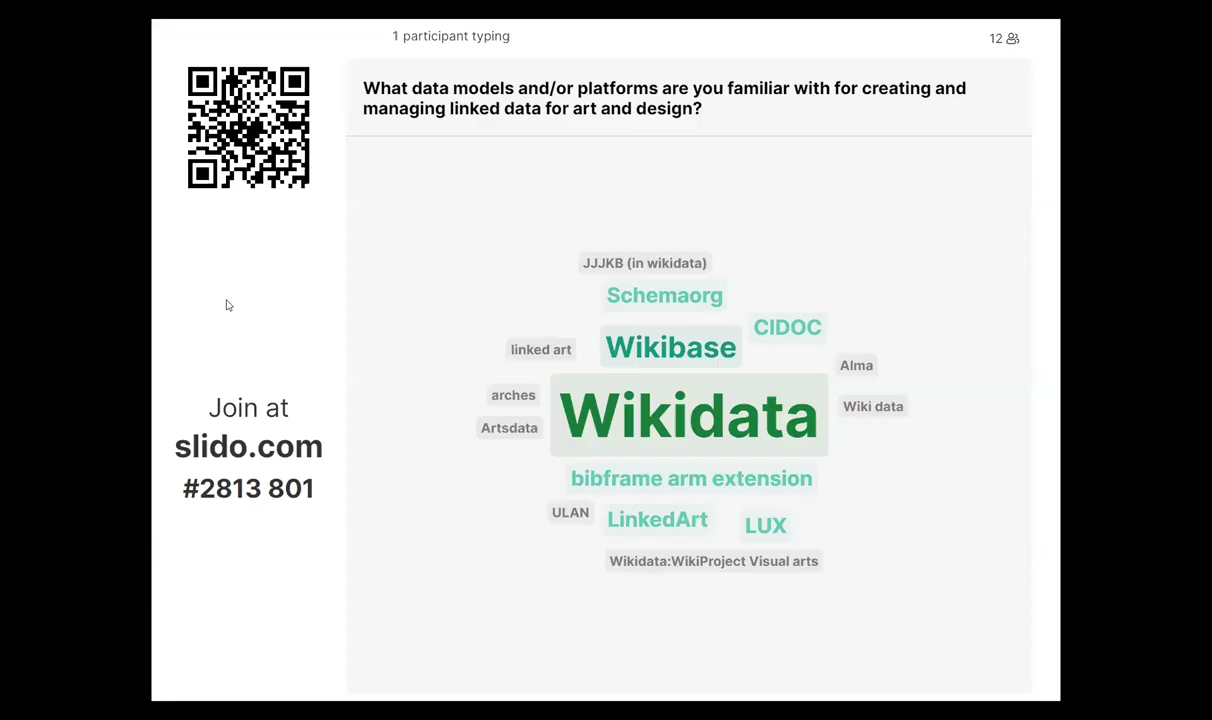 1 participant typing
12
What data models and/or platforms are you familiar with for creating and
managing linked data for art and design?
JJJKB (in wikidata)
Schemaorg
CIDOC
linked art
Wikibase
Alma
arches
Wikidata
Wiki data
Artsdata
bibframe arm extension
ULAN
LinkedArt
LUX
Wikidata:WikiProject Visual arts
Join at
slido.com
#2813 801